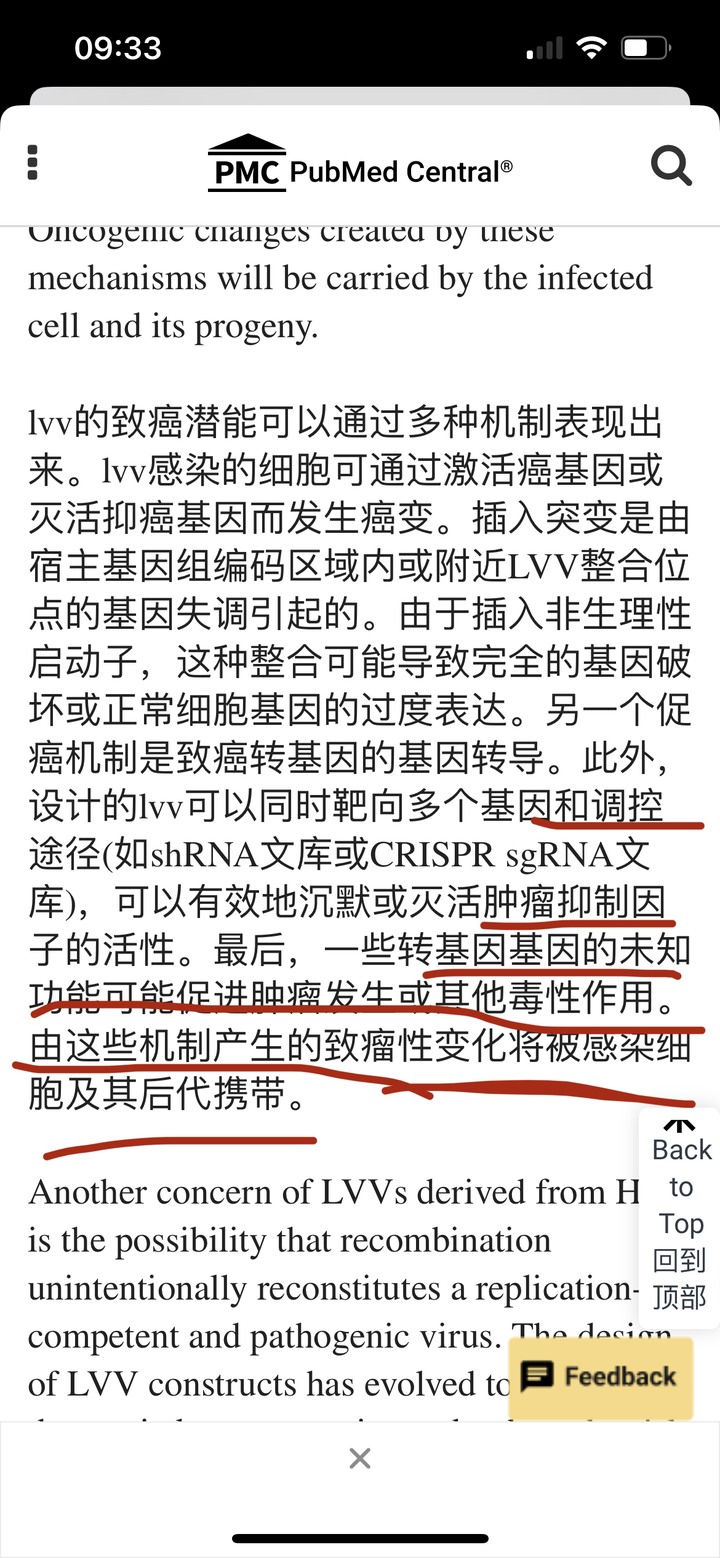 09:33
PMC PubMed Central®
Oncogenic changes created by these
mechanisms will be carried by the infected
cell and its progeny.
lvv的致癌潜能可以通过多种机制表现出
来。lvv感染的细胞可通过激活癌基因或
灭活抑癌基因而发生癌变。插入突变是由
宿主基因组编码区域内或附近LVV整合位
点的基因失调引起的。由于插入非生理性
启动子，这种整合可能导致完全的基因破
坏或正常细胞基因的过度表达。另一个促
癌机制是致癌转基因的基因转导。此外，
设计的lvv可以同时靶向多个基因和调控
途径(如shRNA文库或CRISPR sgRNA文
库)，可以有效地沉默或灭活肿瘤抑制因
子的活性。最后，一些转基因基因的未知
功能可能促进肿瘤发生或其他毒性作用。
由这些机制产生的致瘤性变化将被感染细
胞及其后代携带。
Another concern of LVVs derived from H
is the possibility that recombination
unintentionally reconstitutes a replication-
competent and pathogenic virus. The design
of LVV constructs has evolved to
Back
to
Top
回到
顶部
Feedback